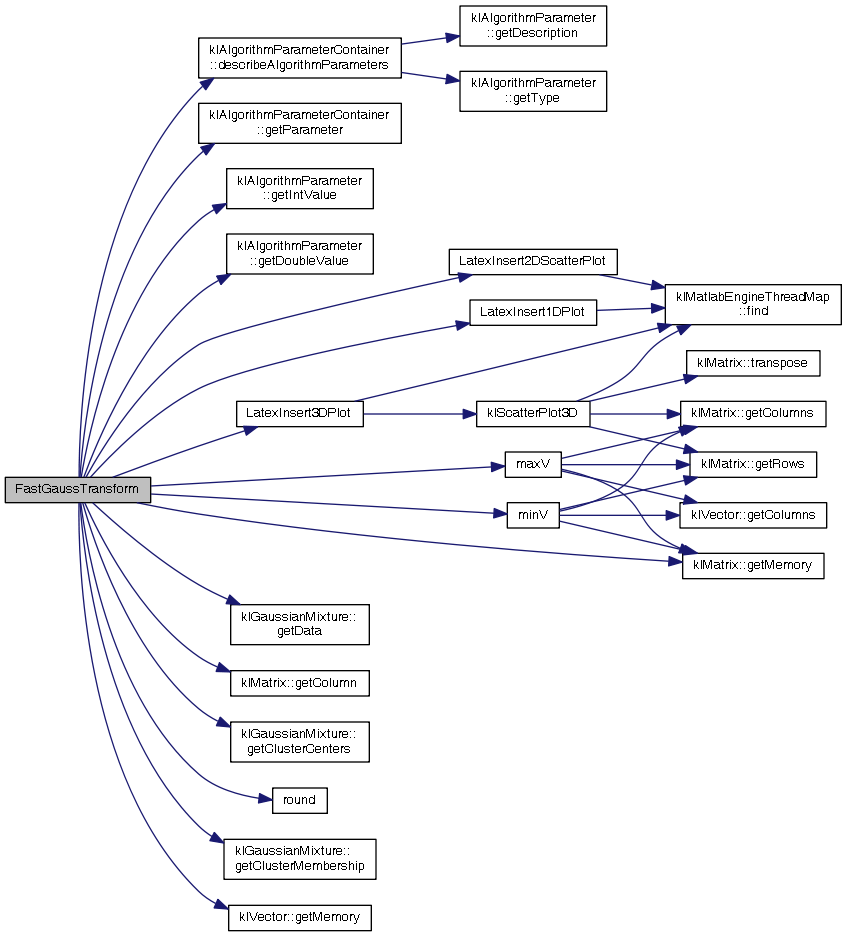 klAlgorithmParameter
::getDescription
klAlgorithmParameterContainer
::describeAlgorithmParameters
klAlgorithmParameter
::getType
klAlgorithmParameterContainer
::getParameter
klAlgorithmParameter
::getIntValue
klAlgorithmParameter
::getDoubleValue
LatexInsert2DScatterPlot
klMatlabEngineThreadMap
::find
LatexInsert1DPlot
klMatrix::transpose
LatexInsert3DPlot
klScatterPlot3D
klMatrix::getColumns
maxV
klMatrix::getRows
FastGaussTransform
minV
klVector::getColumns
klMatrix::getMemory
klGaussianMixture::
getData
klMatrix::getColumn
klGaussianMixture::
getClusterCenters
round
klGaussianMixture::
getClusterMembership
klVector::getMemory